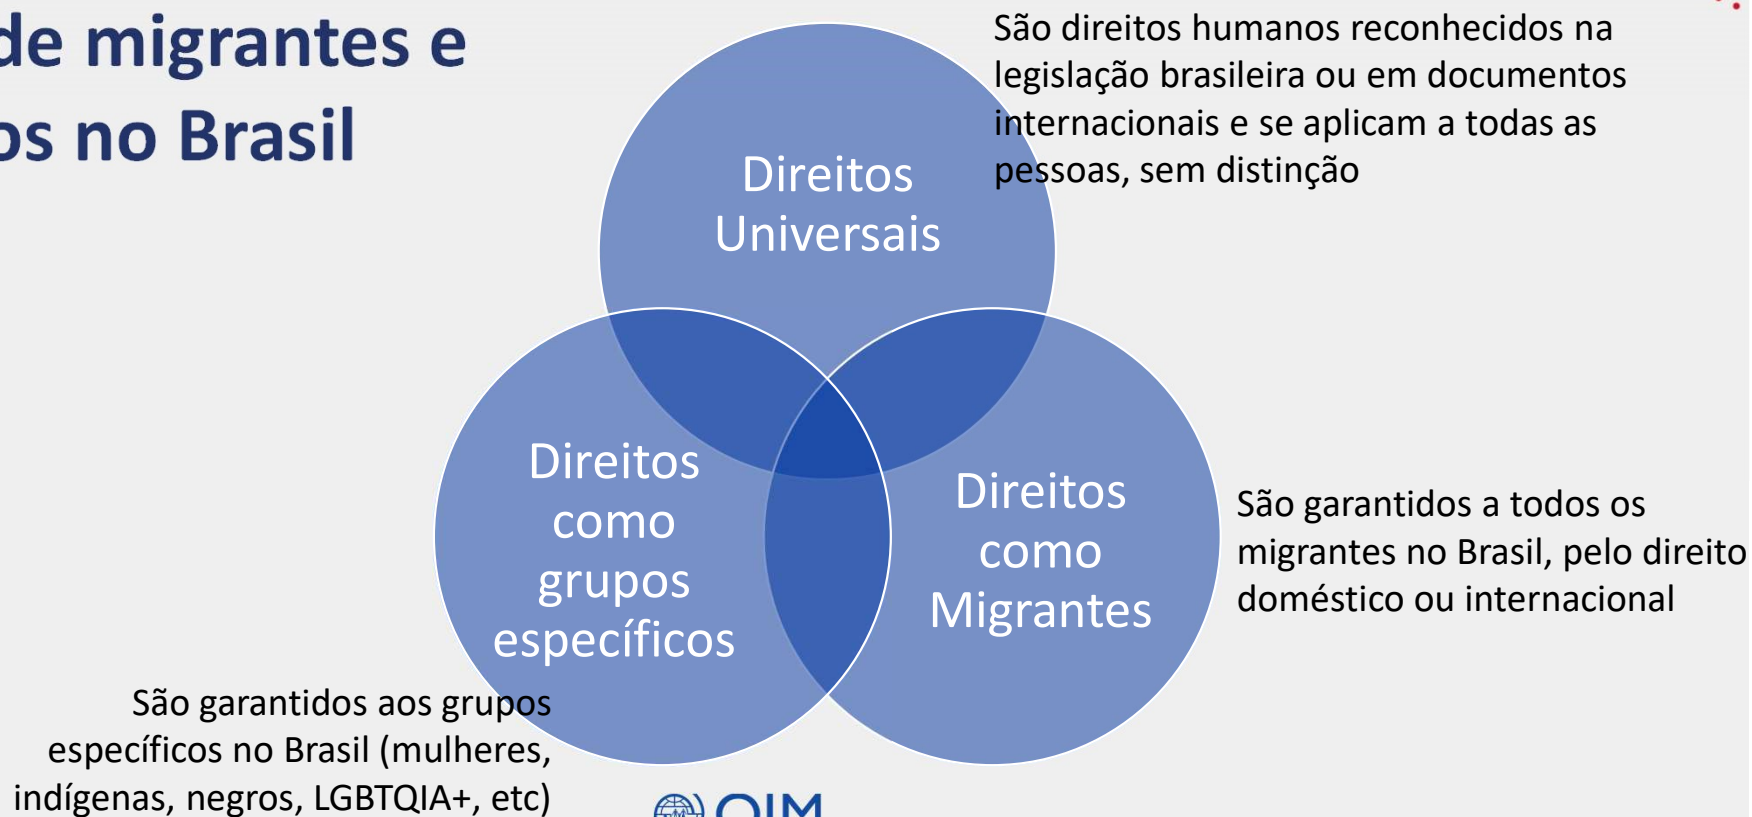 de migrantes e
os no Brasil
São direitos humanos reconhecidos na
legislação brasileira ou em documentos
internacionais e se aplicam a todas as
pessoas, sem distinção
Direitos
Universais
Direitos
como
grupos
específicos
Direitos
como
Migrantes
São garantidos a todos os
migrantes no Brasil, pelo direito
doméstico ou internacional
São garantidos aos grupos
específicos no Brasil (mulheres,
indígenas, negros, LGBTQIA+, etc)
OIM